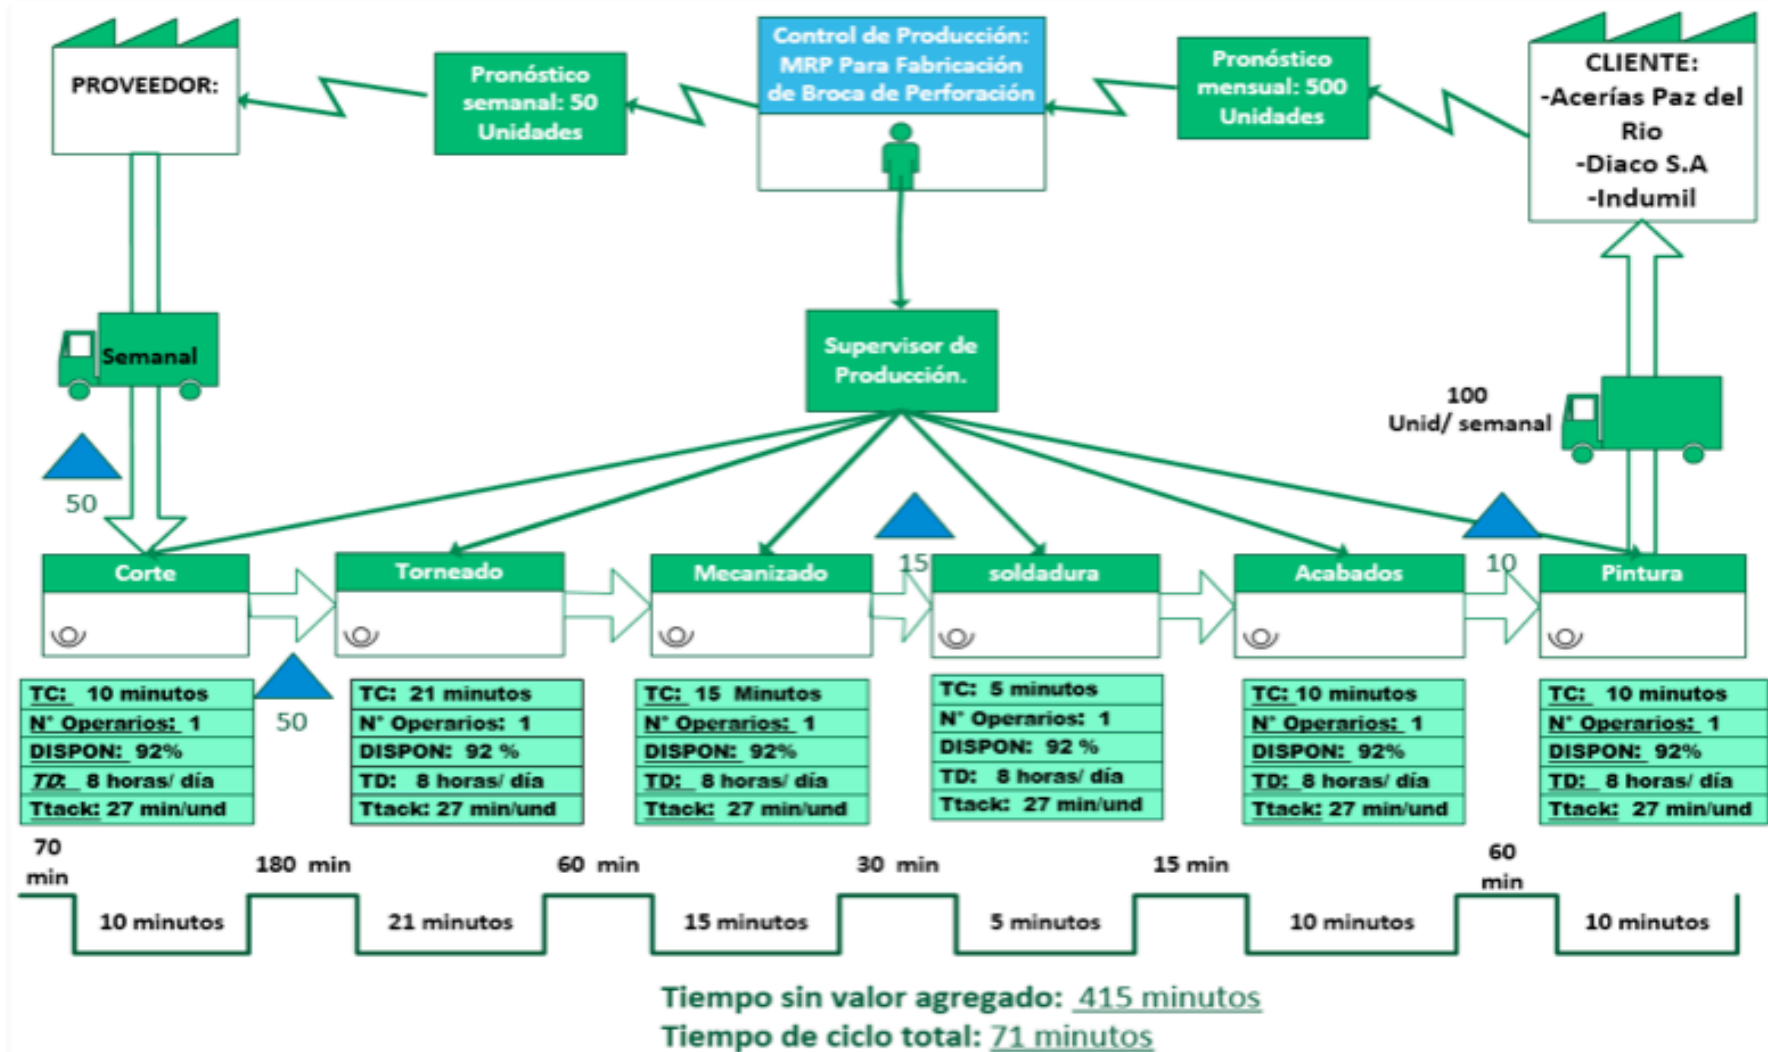 PROVEEDOR:
Pronóstico
semanal: 50
Unidades
Control de Producción:
MRP Para Fabricación
de Broca de Perforación
Pronóstico
mensual: 500
Unidades
CLIENTE:
-Acerías Paz del
Rio
-Diaco S.A
-Indumil
Semanal
Supervisor de
Producción.
100
Unid/ semanal
50
15
10
Corte
Torneado
Mecanizado
soldadura
Acabados
Pintura
50
TC: 10 minutos
N° Operarios: 1
DISPON: 92%
TD: 8 horas/ día
Ttack: 27 min/und
TC: 21 minutos
N° Operarios: 1
DISPON: 92 %
TD: 8 horas/ día
Ttack: 27 min/und
TC: 15 Minutos
N° Operarios: 1
DISPON: 92%
TD: 8 horas/ día
Ttack: 27 min/und
TC: 5 minutos
N° Operarios: 1
DISPON: 92 %
TD: 8 horas/ día
Ttack: 27 min/und
TC: 10 minutos
N° Operarios: 1
DISPON: 92%
TD: 8 horas/ día
Ttack: 27 min/und
TC: 10 minutos
N° Operarios: 1
DISPON: 92%
TD: 8 horas/ día
Ttack: 27 min/und
70
min
180 min
60 min
30 min
15 min
60
min
10 minutos
21 minutos
15 minutos
5 minutos
10 minutos
10 minutos
Tiempo sin valor agregado: 415 minutos
Tiempo de ciclo total: 71 minutos